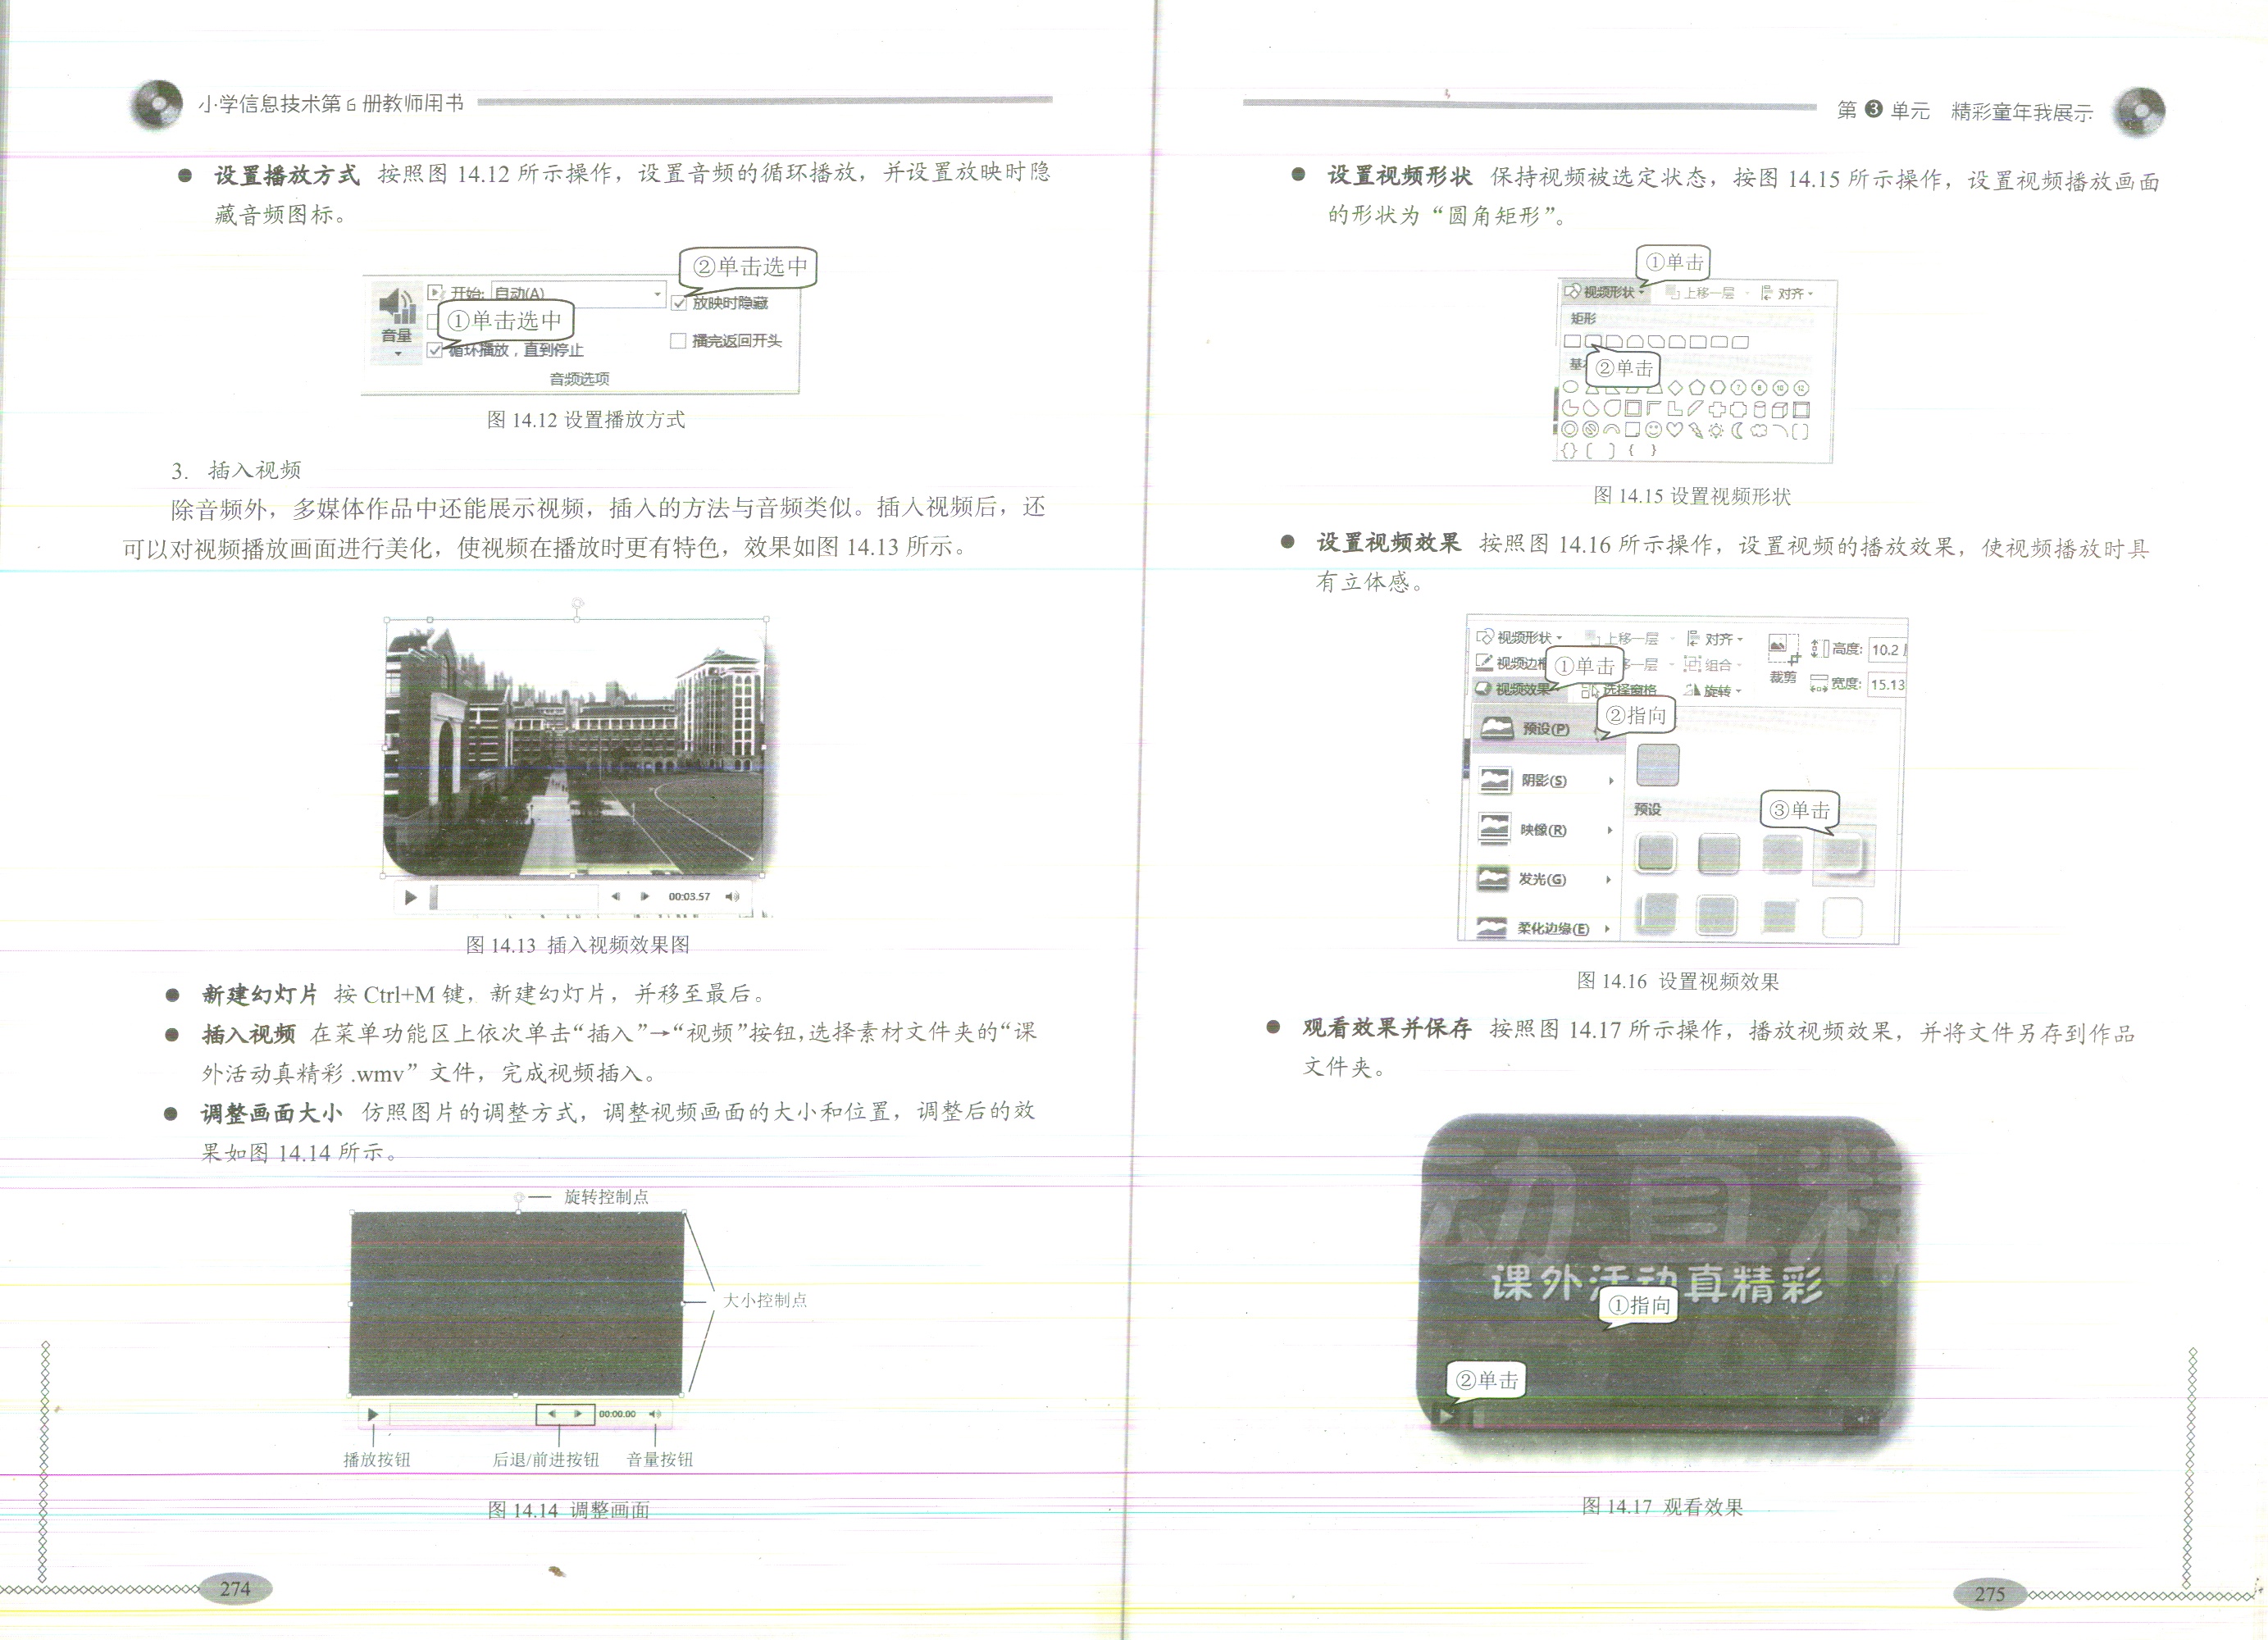 小学信息技术第6册教师用书
● 设置播放方式 按照图 14.12 所示操作，设置音频的循环播放，并设置放映时隐
藏音频图标。
②单击选中
开始: 自动(A)
放映时隐藏
①单击选中
音量
循环播放，直到停止
播完返回开头
音频选项
图 14.12 设置播放方式
3. 插入视频
除音频外，多媒体作品中还能展示视频，插入的方法与音频类似。插入视频后，还
可以对视频播放画面进行美化，使视频在播放时更有特色，效果如图 14.13 所示。
00:03.57
图 14.13 插入视频效果图
● 新建幻灯片 按 Ctrl+M 键，新建幻灯片，并移至最后。
● 插入视频 在菜单功能区上依次单击“插入”→“视频”按钮，选择素材文件夹的“课
外活动真精彩 .wmv”文件，完成视频插入。
● 调整画面大小 仿照图片的调整方式，调整视频画面的大小和位置，调整后的效
果如图 14.14 所示。
旋转控制点
大小控制点
00:00.00
播放按钮 后退/前进按钮 音量按钮
图 14.14 调整画面
274
第 3 单元 精彩童年我展示
● 设置视频形状 保持视频被选定状态，按图 14.15 所示操作，设置视频播放画面
的形状为“圆角矩形”。
①单击
视频形状 上移一层 对齐
矩形
②单击
图 14.15 设置视频形状
● 设置视频效果 按照图 14.16 所示操作，设置视频的播放效果，使视频播放时具
有立体感。
视频形状 上移一层 对齐 高度: 10.2
视频边 ①单击 一层 组合 裁剪 宽度: 15.13
视频效果 选择窗格 旋转
②指向
预设(P)
阴影(S)
预设
③单击
映像(R)
发光(G)
柔化边缘(E)
图 14.16 设置视频效果
● 观看效果并保存 按照图 14.17 所示操作，播放视频效果，并将文件另存到作品
文件夹。
动真精
课外活动真精彩
①指向
②单击
图 14.17 观看效果
275